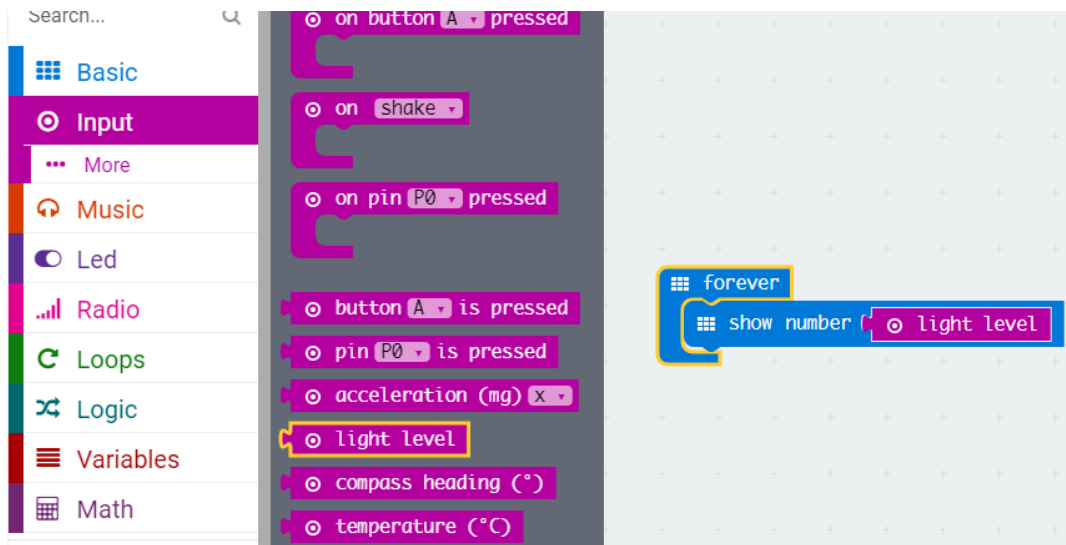 Search...
Basic
Input
More
Music
Led
Radio
Loops
Logic
Variables
Math
on button A pressed
on shake
on pin P0 pressed
button A is pressed
pin P0 is pressed
acceleration (mg) x
light level
compass heading (°)
temperature (°C)
forever
show number light level